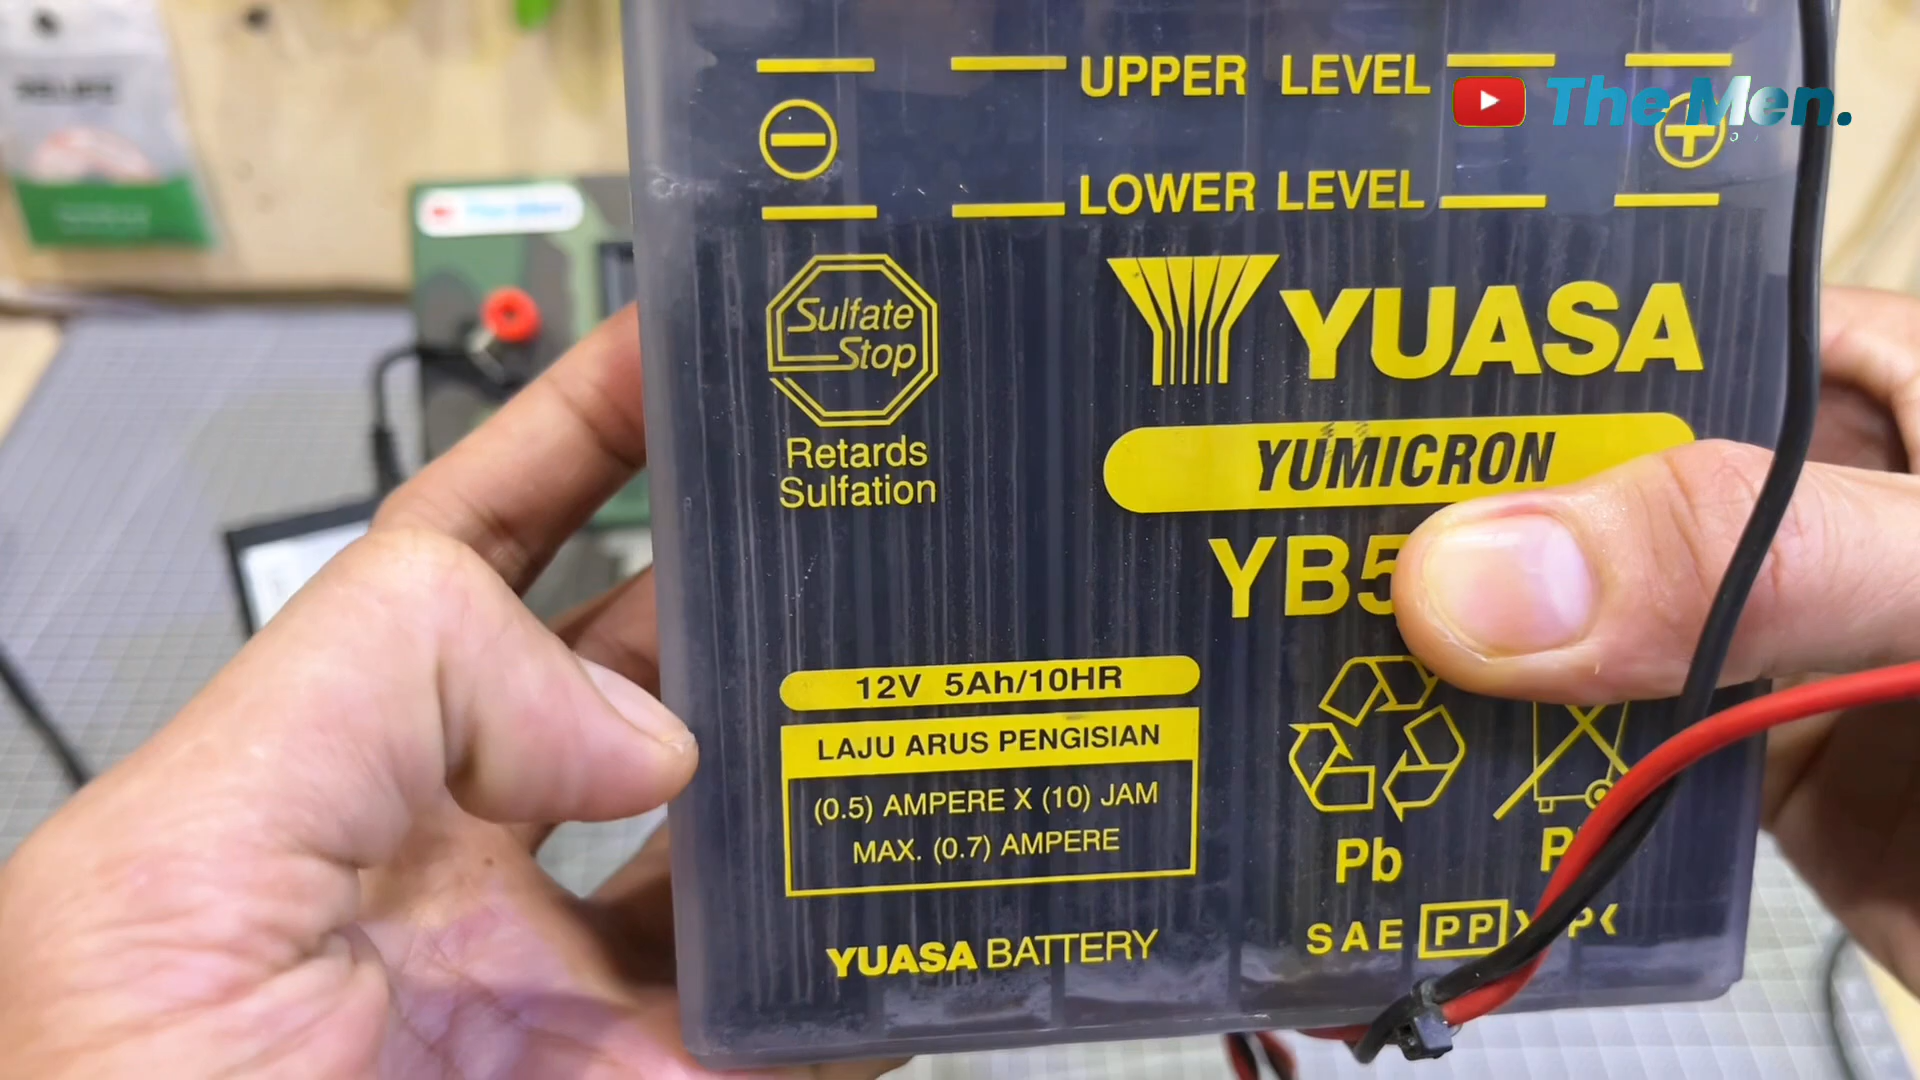 UPPER LEVEL
The Men.
LOWER LEVEL
Sulfate
Stop
Retards
Sulfation
YUASA
YUMICRON
YB5
12V 5Ah/10HR
LAJU ARUS PENGISIAN
(0.5) AMPERE X (10) JAM
MAX. (0.7) AMPERE
Pb
YUASA BATTERY
SAE PP